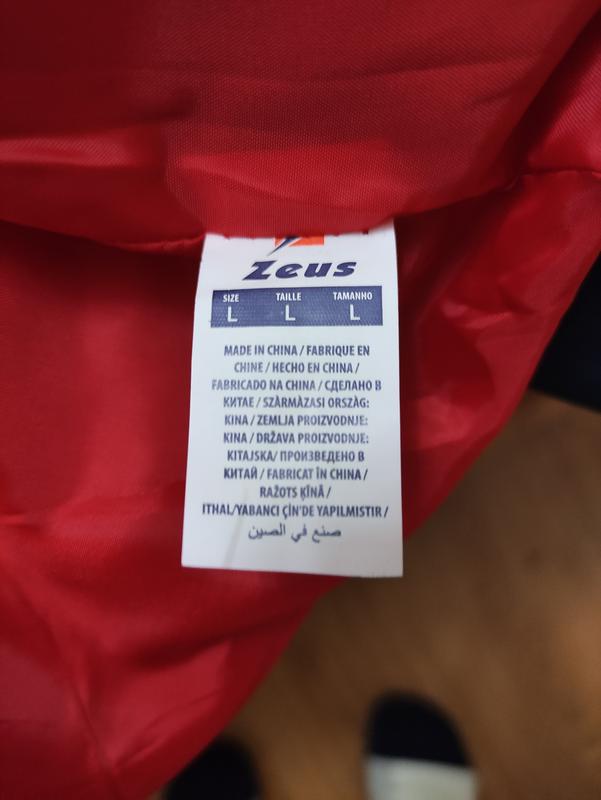 Zeus
SIZE TAILLE TAMANHO
L L L
MADE IN CHINA / FABRIQUE EN
CHINE / HECHO EN CHINA /
FABRICADO NA CHINA / СДЕЛАНО В
КИТАЕ / SZÀRMÀZASI ORSZÀG:
KINA / ZEMLJA PROIZVODNJE:
KINA / DRŽAVA PROIZVODNJE:
KITAJSKA/ ПРОИЗВЕДЕНО В
КИТАЙ / FABRICAT ÎN CHINA /
RAŽOTS ĶĪNĀ /
ITHAL/YABANCI ÇİN'DE YAPILMISTIR /
صنع في الصين